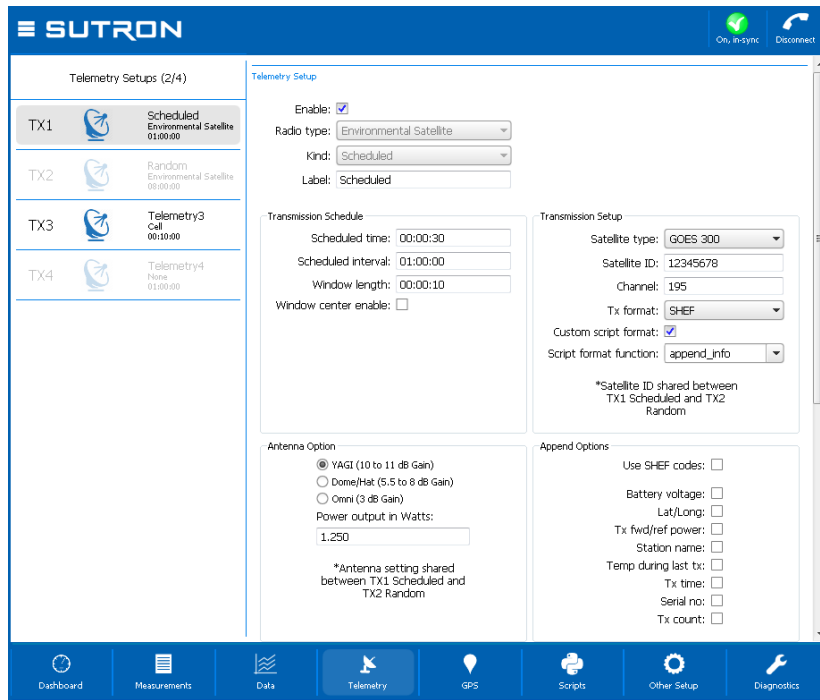 SUTRON
On, in-sync
Disconnect
Telemetry Setups (2/4)
TX1
Scheduled
Environmental Satellite
01:00:00
TX2
Random
Environmental Satellite
08:00:00
TX3
Telemetry3
Cell
00:10:00
TX4
Telemetry4
None
01:00:00
Telemetry Setup
Enable:
Radio type: Environmental Satellite
Kind: Scheduled
Label: Scheduled
Transmission Schedule
Scheduled time: 00:00:30
Scheduled interval: 01:00:00
Window length: 00:00:10
Window center enable:
Transmission Setup
Satellite type: GOES 300
Satellite ID: 12345678
Channel: 195
Tx format: SHEF
Custom script format:
Script format function: append_info
*Satellite ID shared between
TX1 Scheduled and TX2
Random
Antenna Option
YAGI (10 to 11 dB Gain)
Dome/Hat (5.5 to 8 dB Gain)
Omni (3 dB Gain)
Power output in Watts:
1.250
*Antenna setting shared
between TX1 Scheduled and
TX2 Random
Append Options
Use SHEF codes:
Battery voltage:
Lat/Long:
Tx fwd/ref power:
Station name:
Temp during last tx:
Tx time:
Serial no:
Tx count:
Dashboard
Measurements
Data
Telemetry
GPS
Scripts
Other Setup
Diagnostics